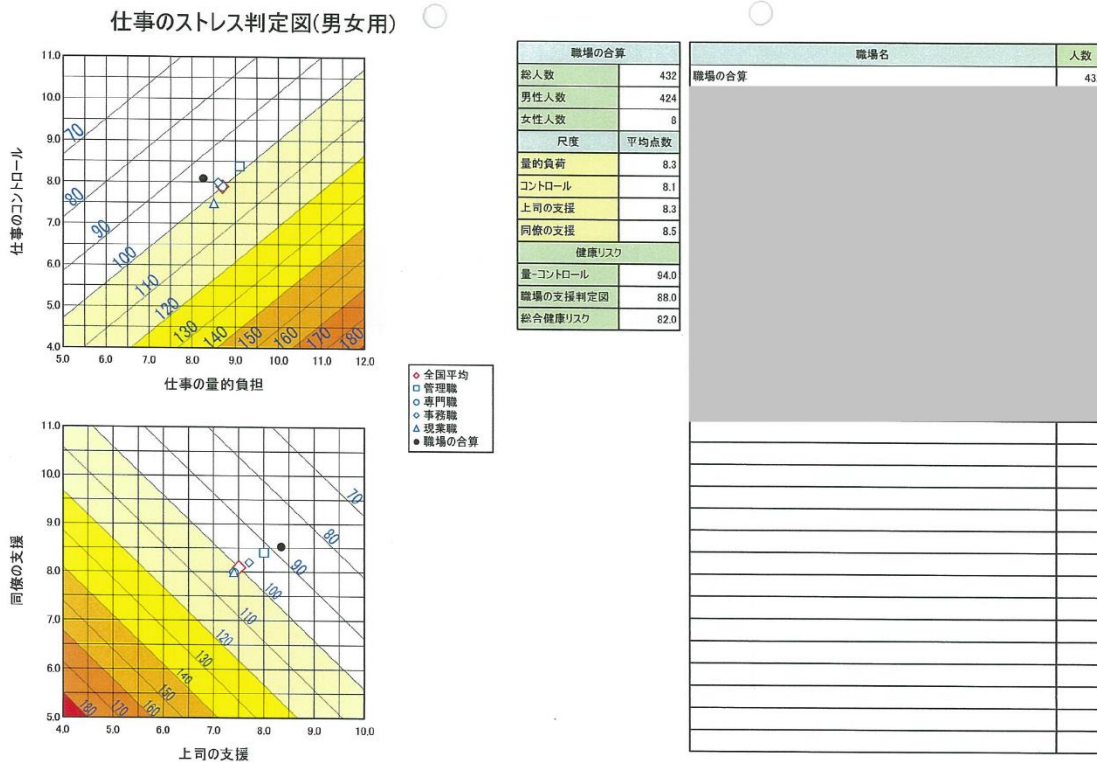 仕事のストレス判定図(男女用)
11.0
10.0
9.0
8.0
7.0
6.0
5.0
4.0
5.0 6.0 7.0 8.0 9.0 10.0 11.0 12.0
仕事のコントロール
仕事の量的負担
70
80
90
100
110
120
130 140 150 160 170 180
全国平均
管理職
専門職
事務職
現業職
職場の合算
11.0
11.0
10.0
9.0
8.0
7.0
6.0
5.0
4.0 5.0 6.0 7.0 8.0 9.0 10.0
同僚の支援
上司の支援
70
80
90
100
110
120
130
140
150
160
170
180
職場の合算
総人数 432
男性人数 424
女性人数 8
尺度 平均点数
量的負荷 8.3
コントロール 8.1
上司の支援 8.3
同僚の支援 8.5
健康リスク
量-コントロール 94.0
職場の支援判定図 88.0
総合健康リスク 82.0
職場名 人数
職場の合算 43